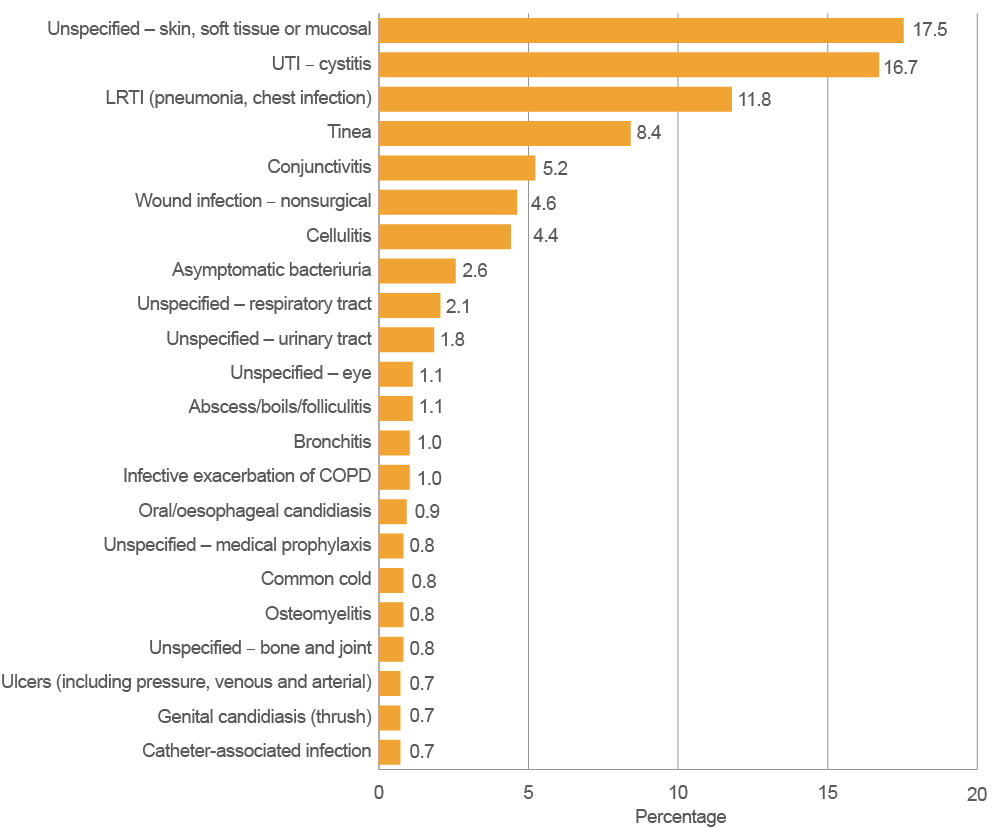 Unspecified – skin, soft tissue or mucosal 17.5
UTI – cystitis 16.7
LRTI (pneumonia, chest infection) 11.8
Tinea 8.4
Conjunctivitis 5.2
Wound infection – nonsurgical 4.6
Cellulitis 4.4
Asymptomatic bacteriuria 2.6
Unspecified – respiratory tract 2.1
Unspecified – urinary tract 1.8
Unspecified – eye 1.1
Abscess/boils/folliculitis 1.1
Bronchitis 1.0
Infective exacerbation of COPD 1.0
Oral/oesophageal candidiasis 0.9
Unspecified – medical prophylaxis 0.8
Common cold 0.8
Osteomyelitis 0.8
Unspecified – bone and joint 0.8
Ulcers (including pressure, venous and arterial) 0.7
Genital candidiasis (thrush) 0.7
Catheter-associated infection 0.7
0 5 10 15 20
Percentage